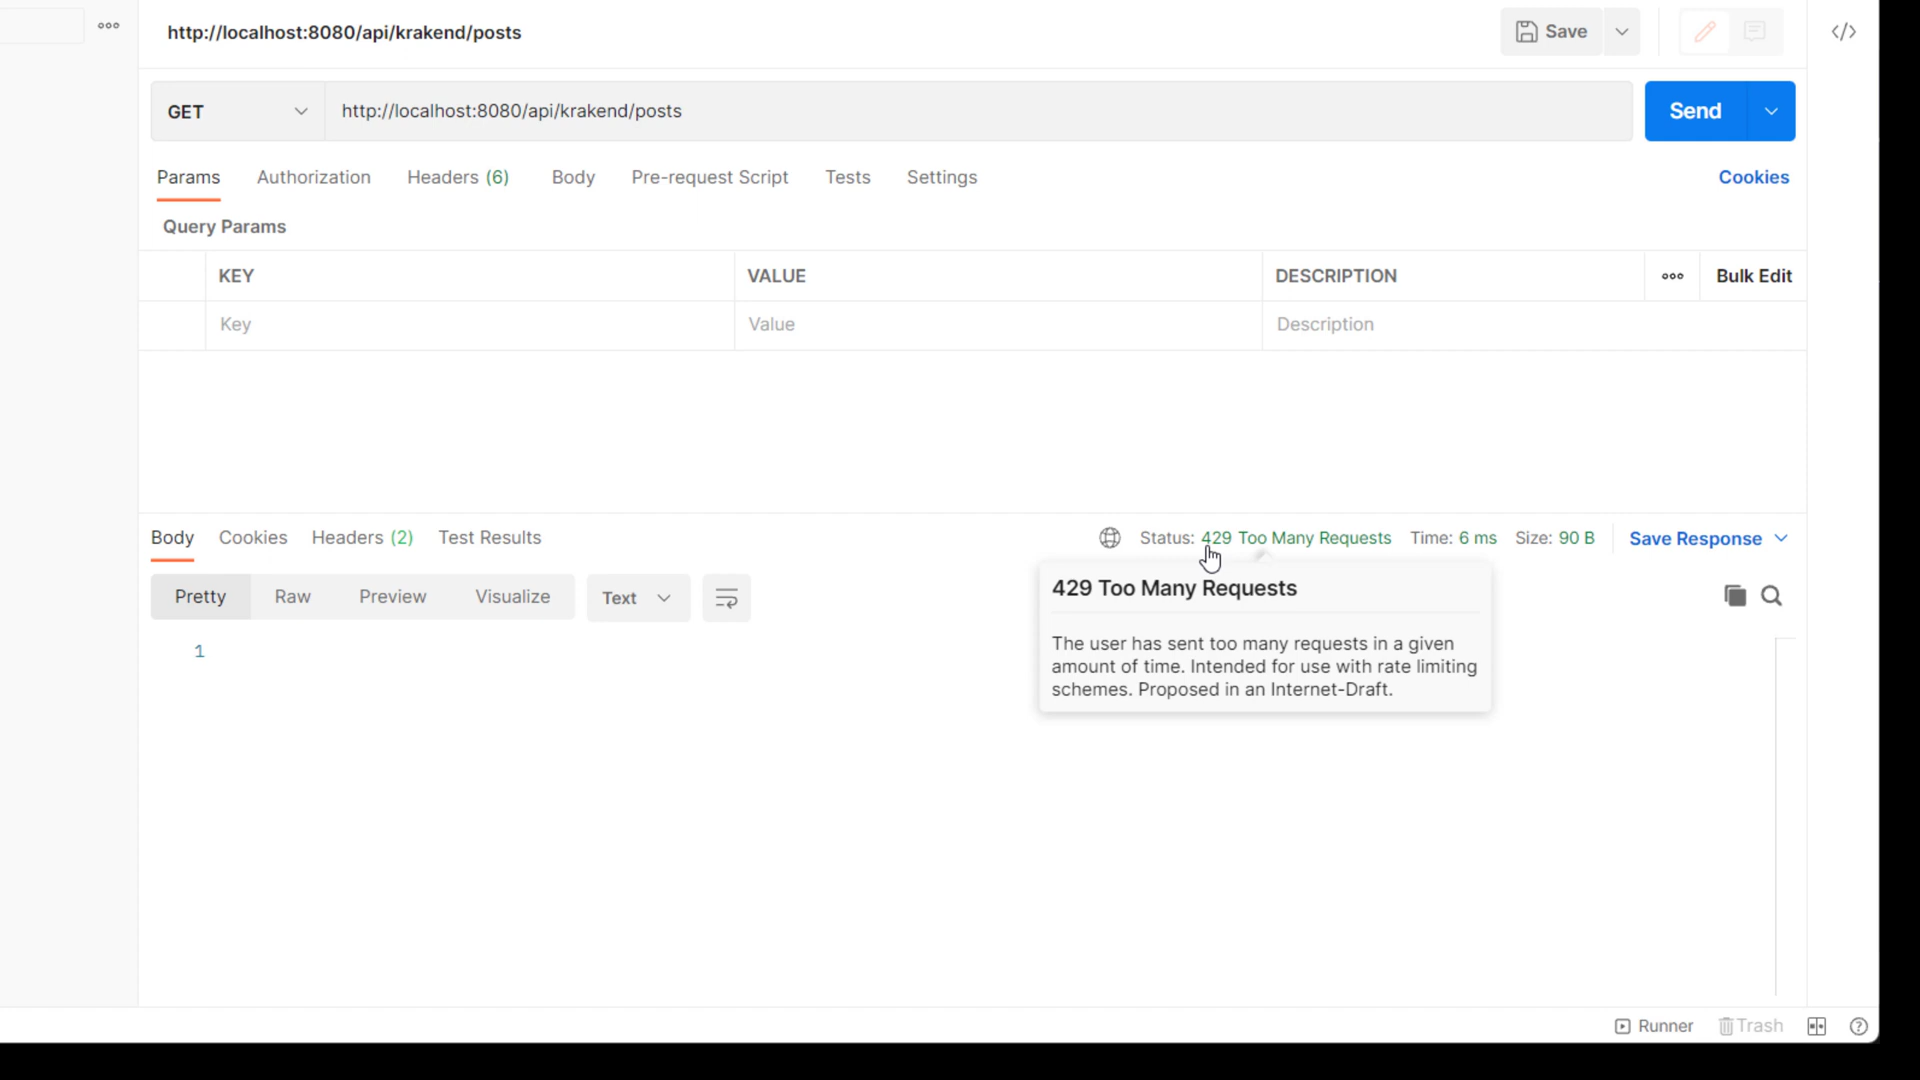 http://localhost:8080/api/krakend/posts
Save
GET
http://localhost:8080/api/krakend/posts
Send
Params
Authorization
Headers (6)
Body
Pre-request Script
Tests
Settings
Cookies
Query Params
KEY
VALUE
DESCRIPTION
Bulk Edit
Key
Value
Description
Body
Cookies
Headers (2)
Test Results
Status: 429 Too Many Requests
Time: 6 ms
Size: 90 B
Save Response
Pretty
Raw
Preview
Visualize
Text
429 Too Many Requests
The user has sent too many requests in a given
amount of time. Intended for use with rate limiting
schemes. Proposed in an Internet-Draft.
1
Runner
Trash